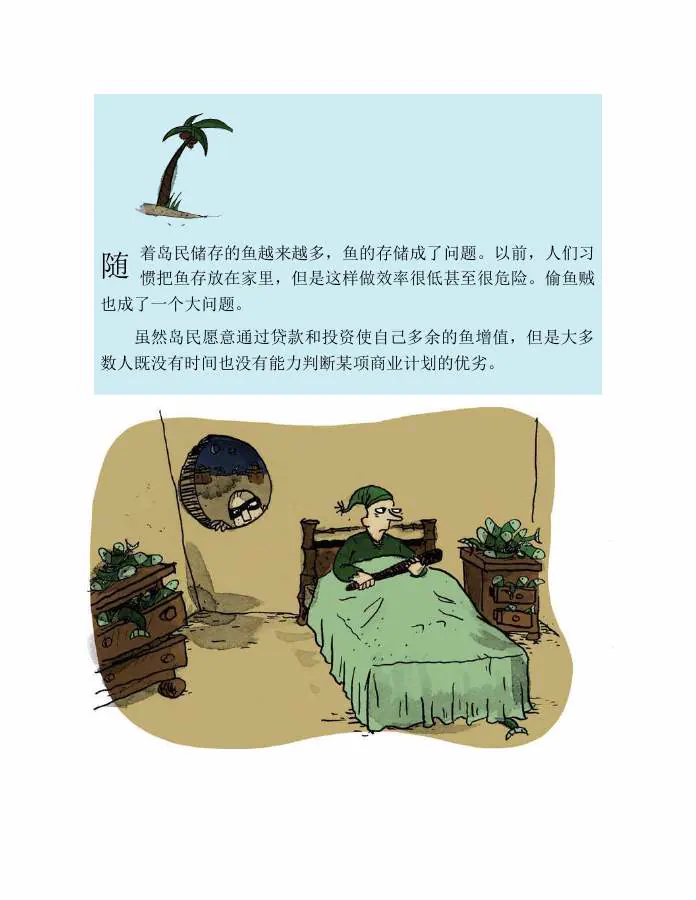 随着岛民储存的鱼越来越多，鱼的存储成了问题。以前，人们习
惯把鱼存放在家里，但是这样做效率很低甚至很危险。偷鱼贼
也成了一个大问题。
虽然岛民愿意通过贷款和投资使自己多余的鱼增值，但是大多
数人既没有时间也没有能力判断某项商业计划的优劣。